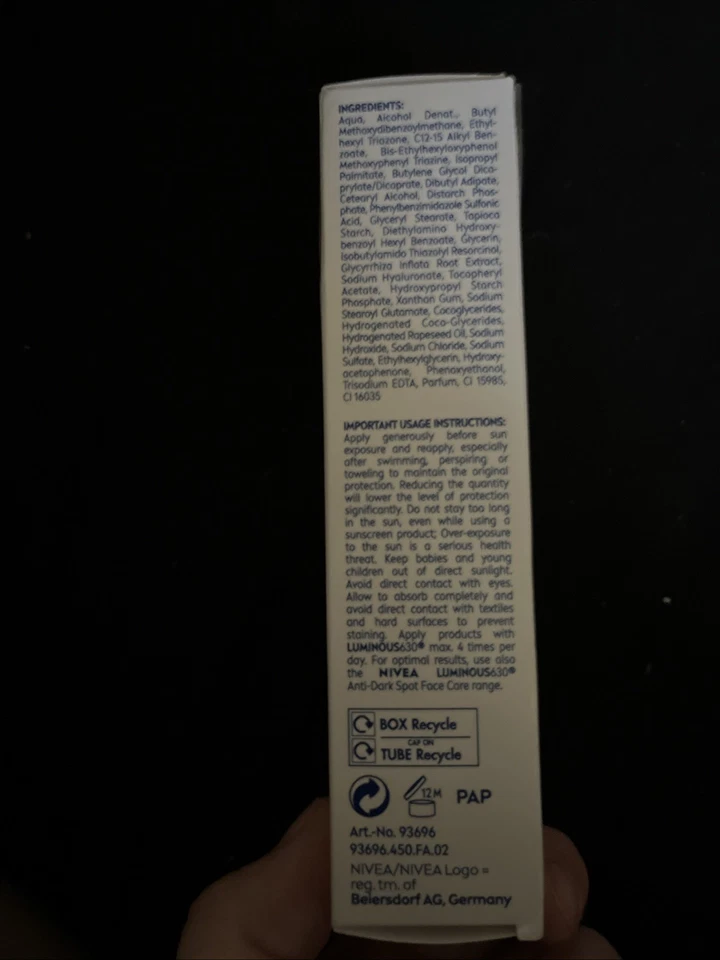 INGREDIENTS:
Aqua, Alcohol Denat., Butyl
Methoxydibenzoylmethane, Ethyl-
hexyl Triazone, C12-15 Alkyl Ben-
zoate, Bis-Ethylhexyloxyphenol
Methoxyphenyl Triazine, Isopropyl
Palmitate, Butylene Glycol Dica-
prylate/Dicaprate, Dibutyl Adipate,
Cetearyl Alcohol, Distarch Phos-
phate, Phenylbenzimidazole Sulfonic
Acid, Glyceryl Stearate, Tapioca
Starch, Diethylamino Hydroxy-
benzoyl Hexyl Benzoate, Glycerin,
Isobutylamido Thiazolyl Resorcinol,
Glycyrrhiza Inflata Root Extract,
Sodium Hyaluronate, Tocopheryl
Acetate, Hydroxypropyl Starch
Phosphate, Xanthan Gum, Sodium
Stearoyl Glutamate, Cocoglycerides,
Hydrogenated Coco-Glycerides,
Hydrogenated Rapeseed Oil, Sodium
Hydroxide, Sodium Chloride, Sodium
Sulfate, Ethylhexylglycerin, Hydroxy-
acetophenone, Phenoxyethanol,
Trisodium EDTA, Parfum, CI 15985,
CI 16035
IMPORTANT USAGE INSTRUCTIONS:
Apply generously before sun
exposure and reapply, especially
after swimming, perspiring or
toweling to maintain the original
protection. Reducing the quantity
will lower the level of protection
significantly. Do not stay too long
in the sun, even while using a
sunscreen product; Over-exposure
to the sun is a serious health
threat. Keep babies and young
children out of direct sunlight.
Avoid direct contact with eyes.
Allow to absorb completely and
avoid direct contact with textiles
and hard surfaces to prevent
staining. Apply products with
LUMINOUS630® max. 4 times per
day. For optimal results, use also
the NIVEA LUMINOUS630®
Anti-Dark Spot Face Care range.
BOX Recycle
CAP ON
TUBE Recycle
12M
PAP
Art.-No. 93696
93696.450.FA.02
NIVEA/NIVEA Logo =
reg. tm. of
Beiersdorf AG, Germany